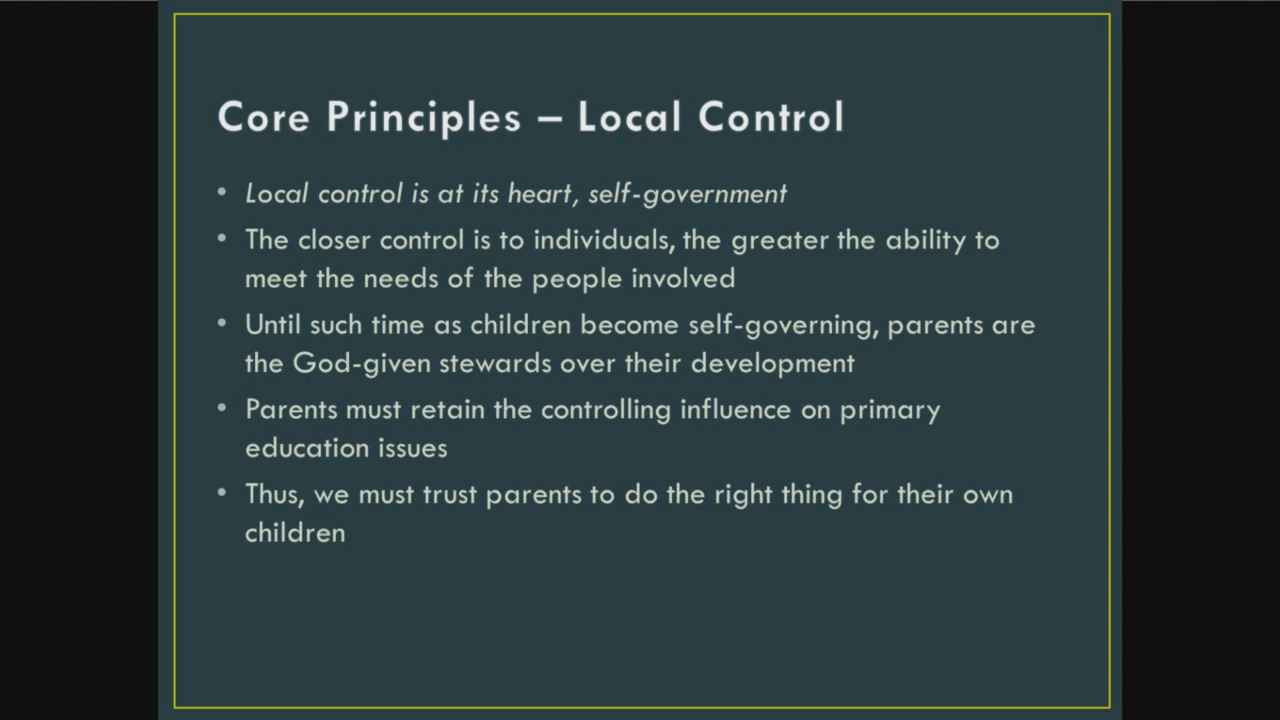 Core Principles – Local Control
• Local control is at its heart, self-government
• The closer control is to individuals, the greater the ability to
meet the needs of the people involved
• Until such time as children become self-governing, parents are
the God-given stewards over their development
• Parents must retain the controlling influence on primary
education issues
• Thus, we must trust parents to do the right thing for their own
children